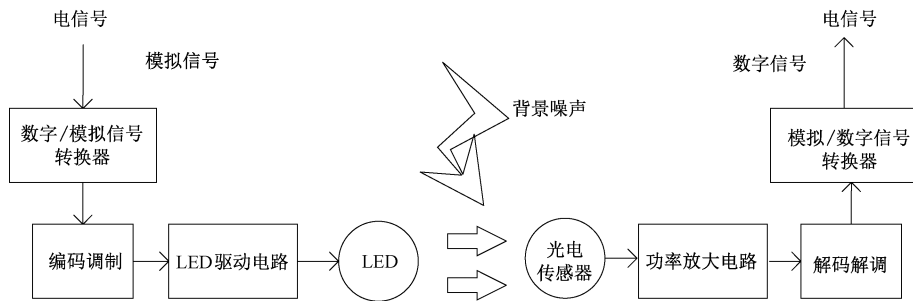 电信号
模拟信号
数字/模拟信号
转换器
编码调制
LED驱动电路
LED
背景噪声
光电
传感器
功率放大电路
解码解调
模拟/数字信号
转换器
数字信号
电信号